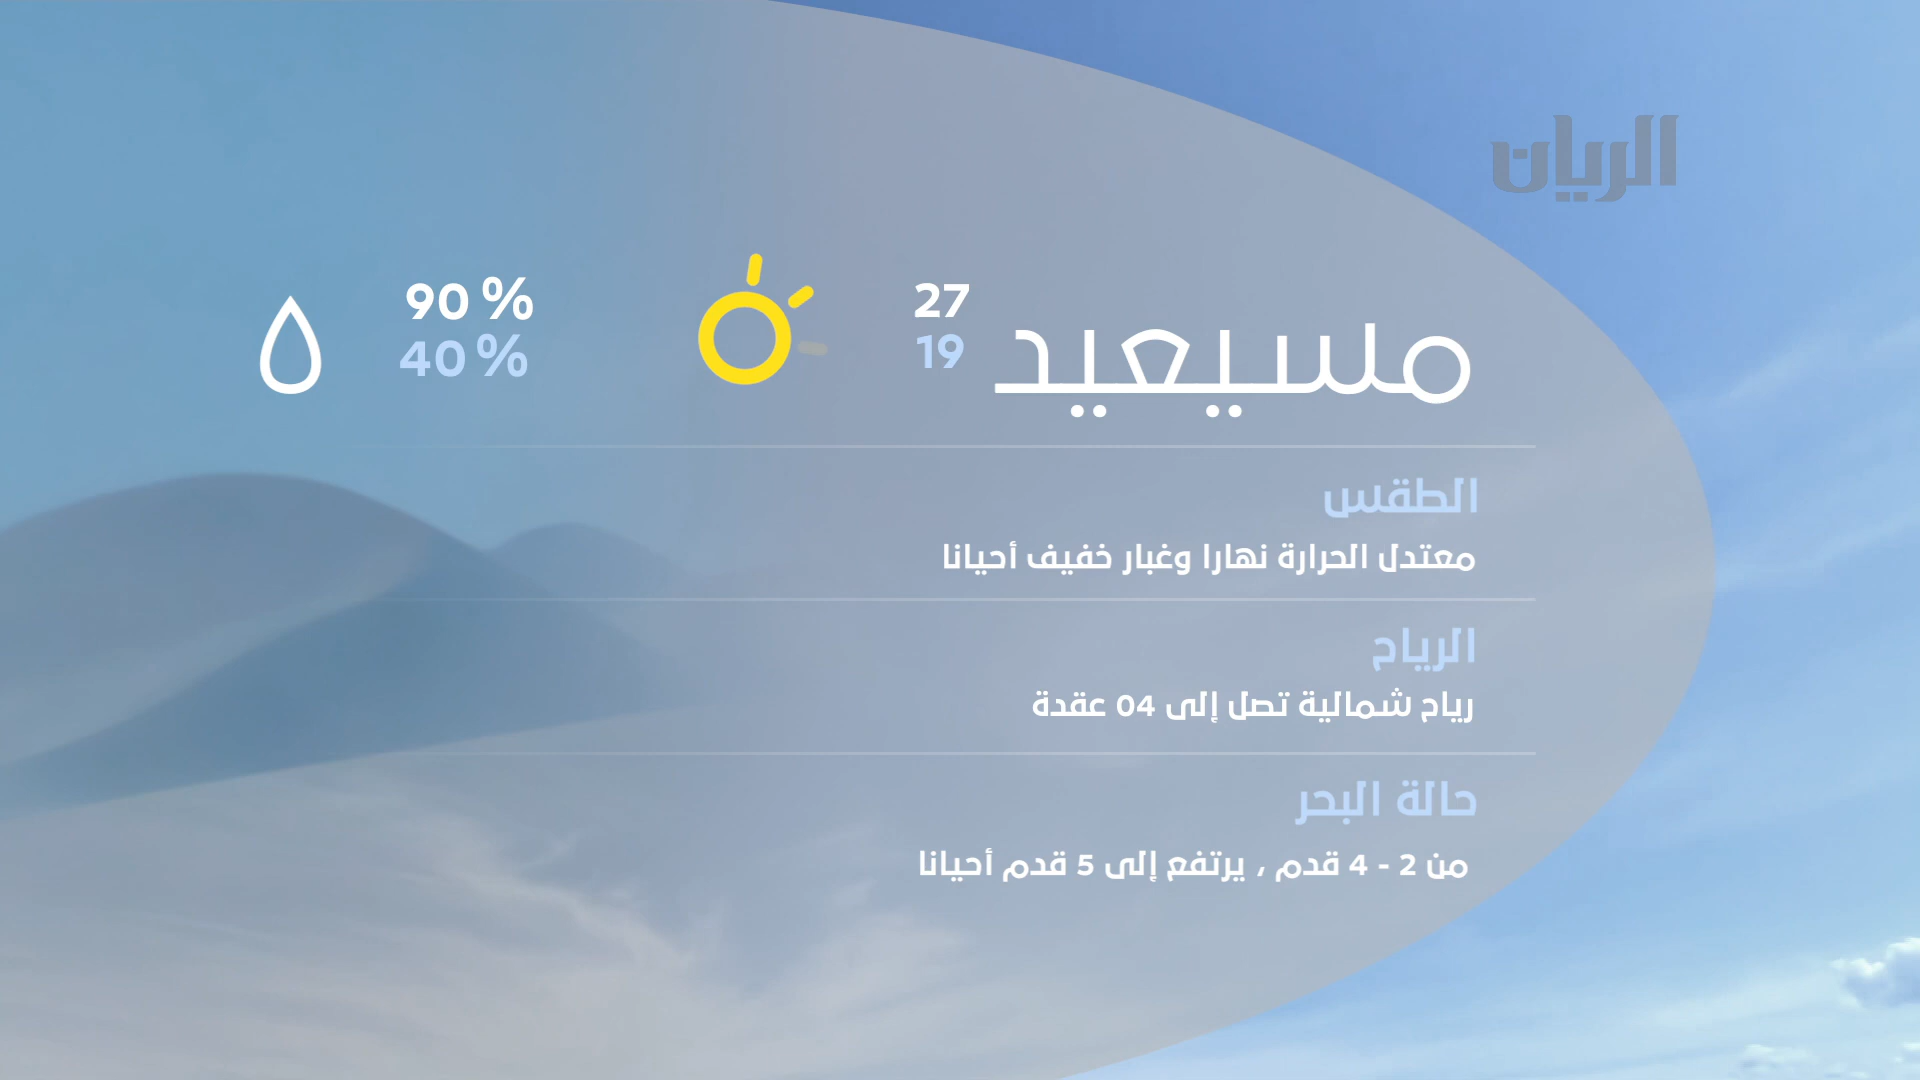 الريان
مسيعيد
27
19
90 %
40 %
الطقس
معتدل الحرارة نهارا وغبار خفيف أحيانا
الرياح
رياح شمالية تصل إلى 04 عقدة
حالة البحر
من 2 - 4 قدم ، يرتفع إلى 5 قدم أحيانا